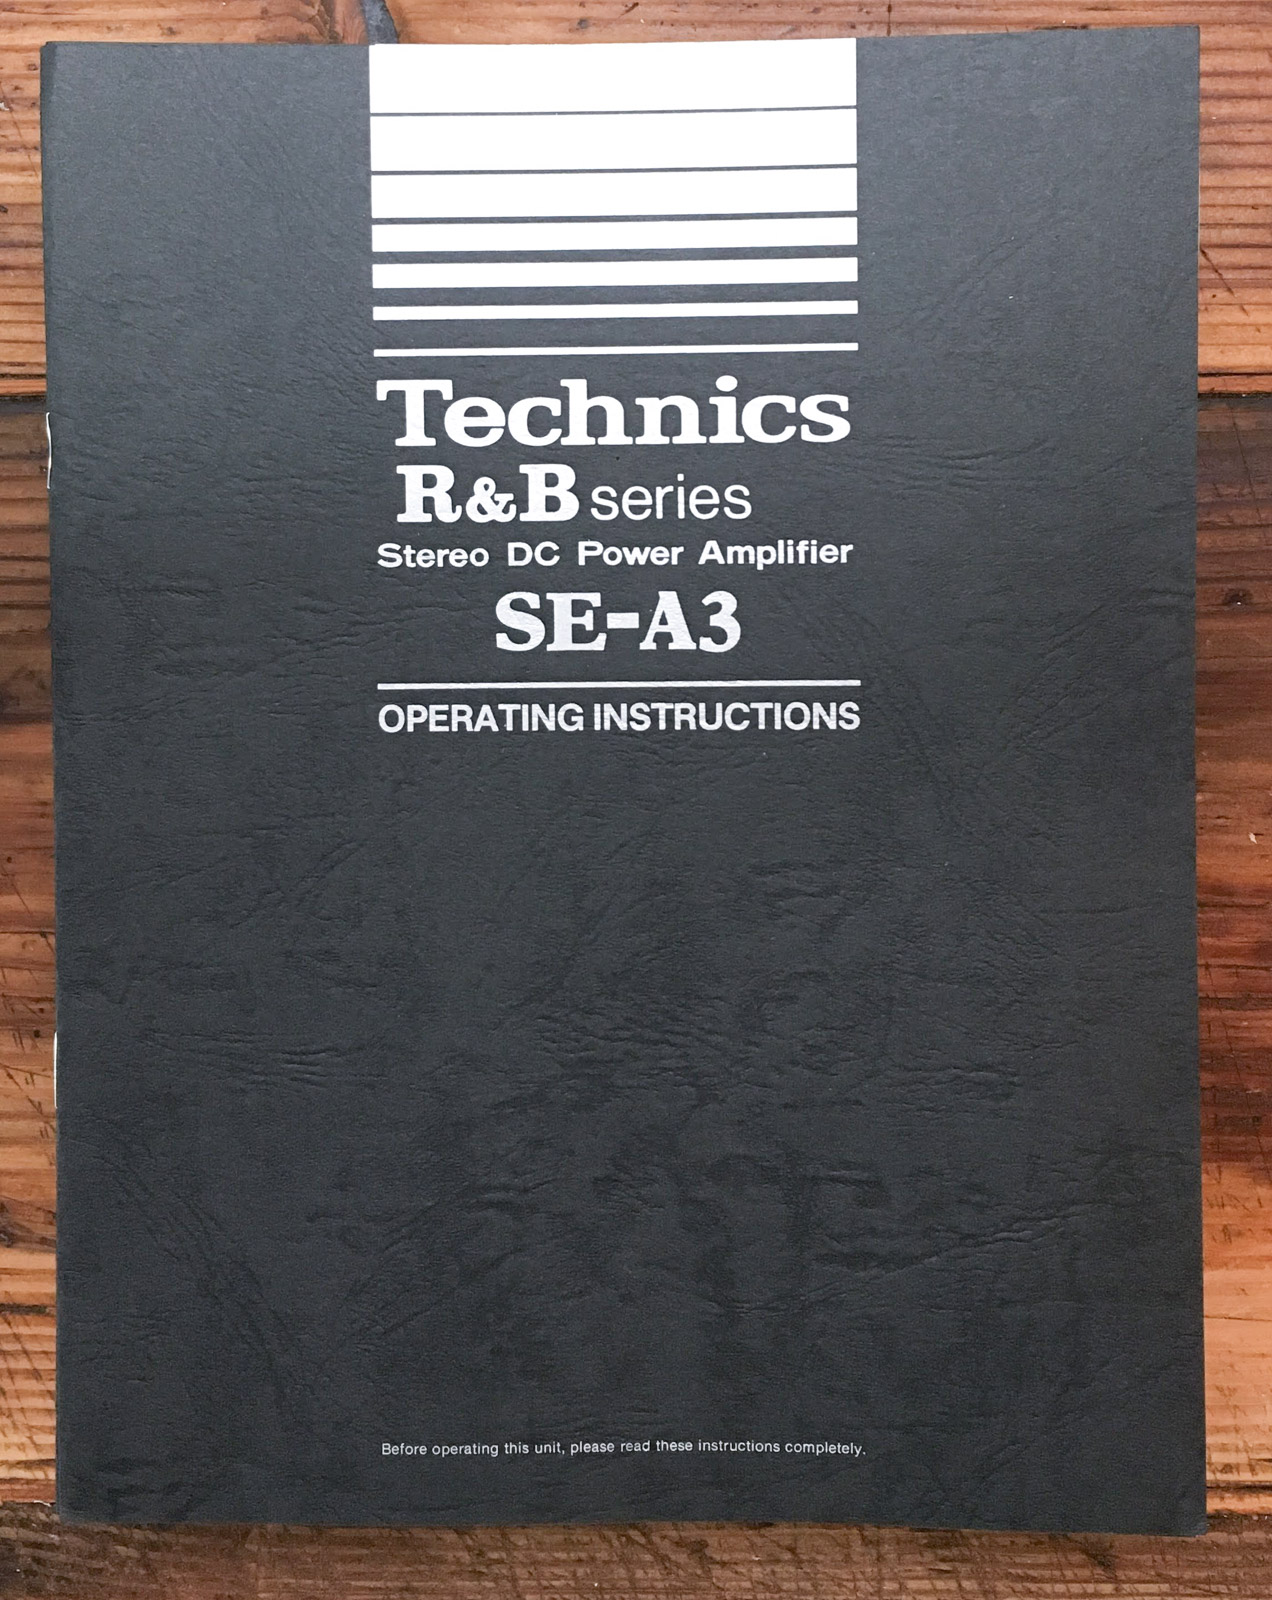 Technics
R&B series
Stereo DC Power Amplifier
SE-A3
OPERATING INSTRUCTIONS
Before operating this unit, please read these instructions completely.